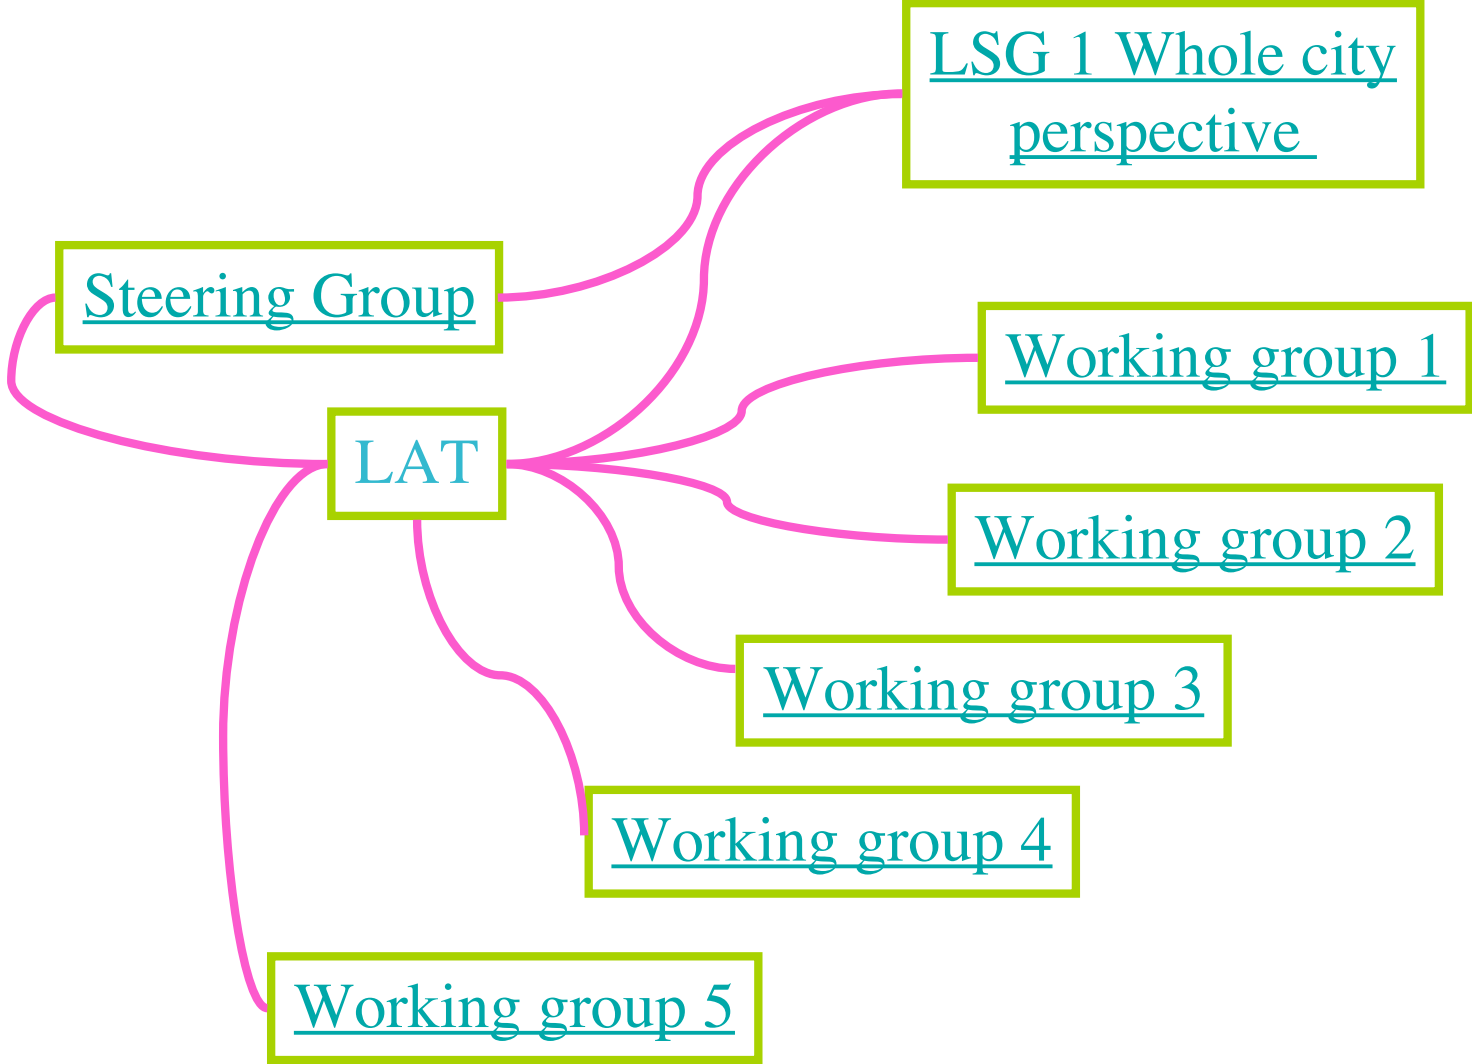 LSG 1 Whole city
perspective
Steering Group
Working group 1
LAT
Working group 2
Working group 3
Working group 4
Working group 5